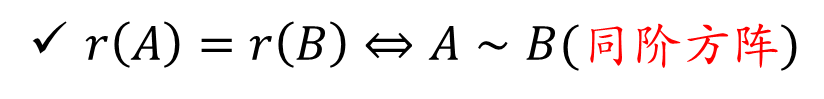 ✓ r(A) = r(B) ⇔ A ~ B(同阶方阵)